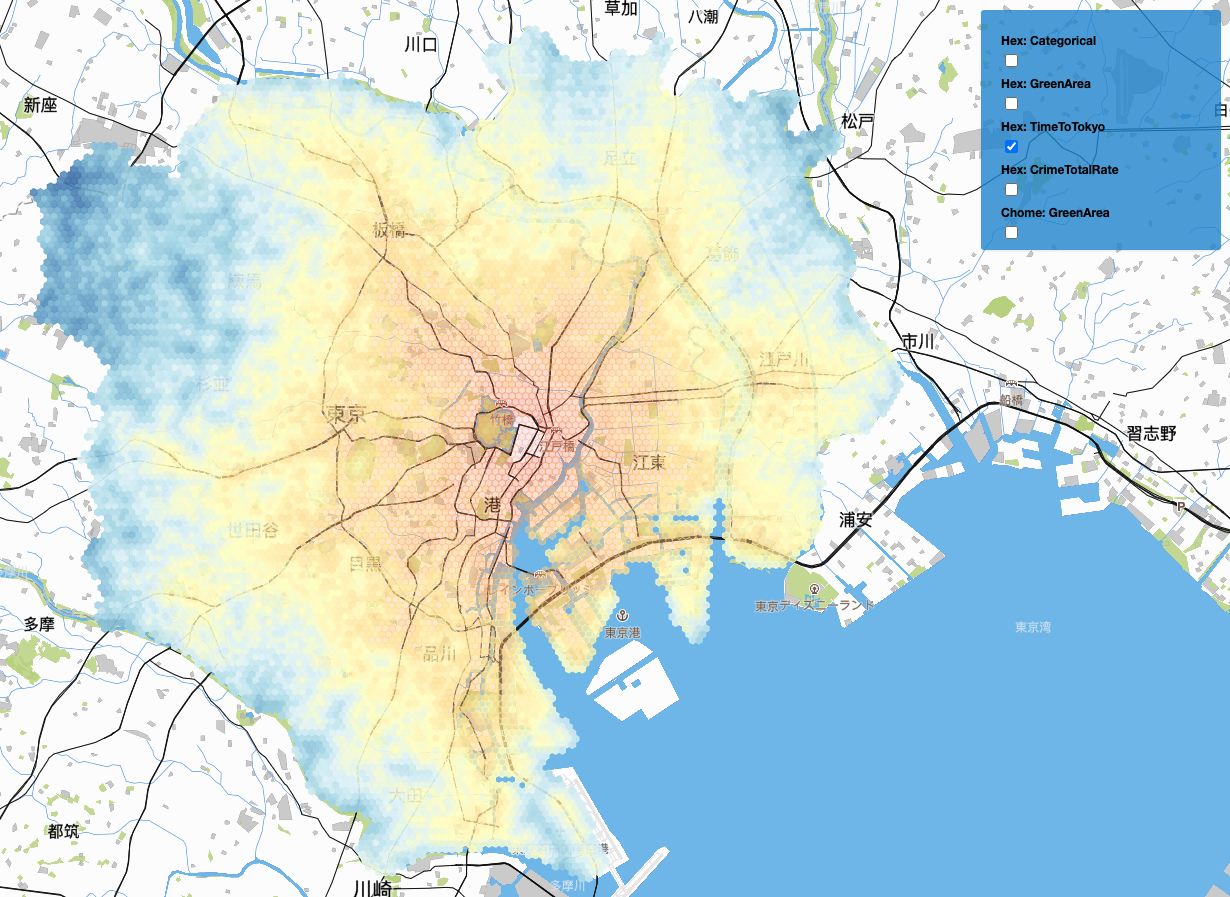 草加
八潮
川口
新座
松戸
足立
板橋
葛飾
練馬
市川
江戸川
杉並
船橋
東京
竹橋
江戸橋
習志野
江東
港
P
浦安
世田谷
目黒
レインボーブリッジ
東京ディズニーランド
多摩
東京港
東京湾
品川
大田
都筑
川崎
多摩川
Hex: Categorical
Hex: GreenArea
Hex: TimeToTokyo
Hex: CrimeTotalRate
Chome: GreenArea